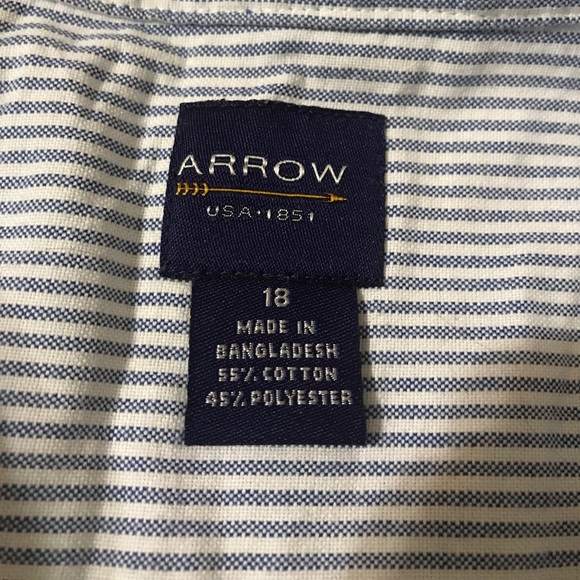 ARROW
USA·1851
18
MADE IN
BANGLADESH
55% COTTON
45% POLYESTER